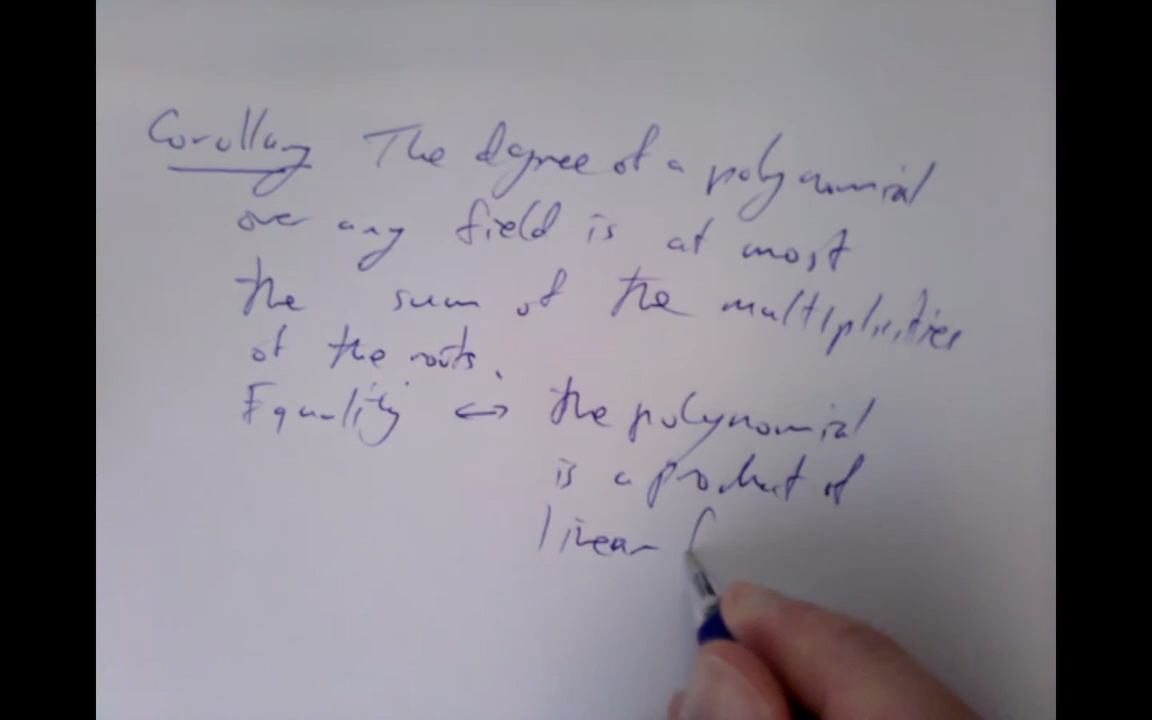 Corollary The degree of a polynomial
over any field is at most
the sum of the multiplicities
of the roots.
Equality ↔ the polynomial
is a product of
linear f